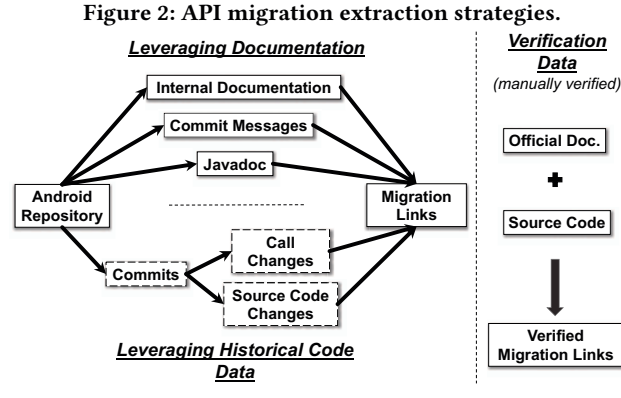 Figure 2: API migration extraction strategies.
Leveraging Documentation
Internal Documentation
Commit Messages
Javadoc
Android
Repository
Migration
Links
Commits
Call
Changes
Source Code
Changes
Leveraging Historical Code
Data
Verification
Data
(manually verified)
Official Doc.
+
Source Code
Verified
Migration Links